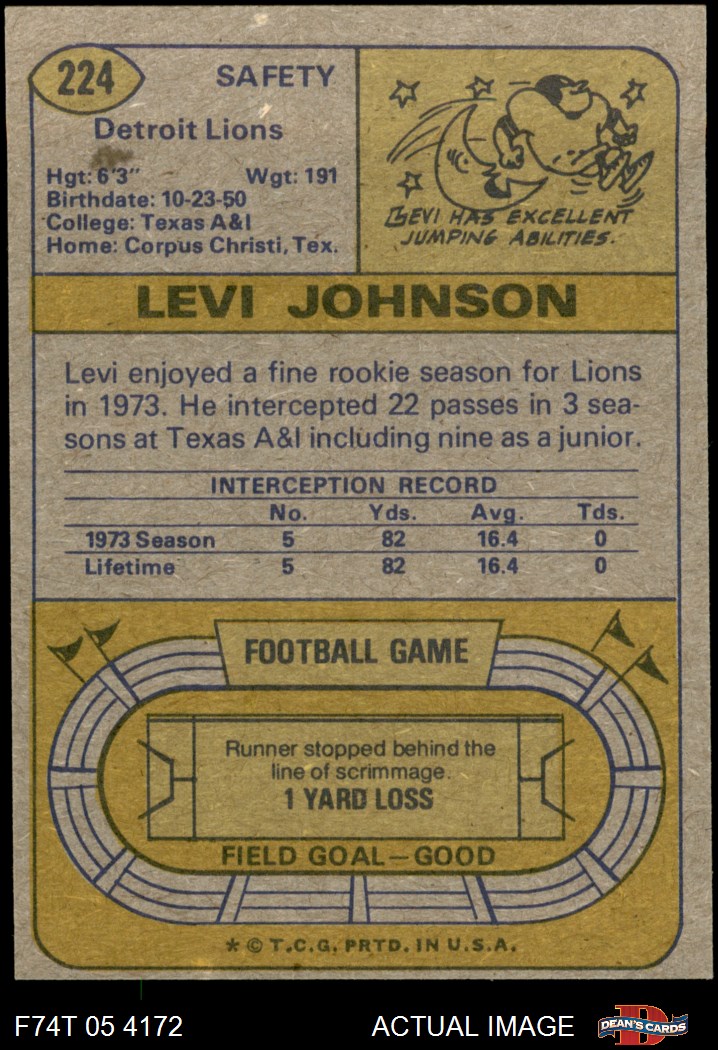 224
SAFETY
Detroit Lions
Hgt: 6'3" Wgt: 191
Birthdate: 10-23-50
College: Texas A&I
Home: Corpus Christi, Tex.
LEVI HAS EXCELLENT
JUMPING ABILITIES.
LEVI JOHNSON
Levi enjoyed a fine rookie season for Lions
in 1973. He intercepted 22 passes in 3 sea-
sons at Texas A&I including nine as a junior.
INTERCEPTION RECORD
No. Yds. Avg. Tds.
1973 Season 5 82 16.4 0
Lifetime 5 82 16.4 0
FOOTBALL GAME
Runner stopped behind the
line of scrimmage.
1 YARD LOSS
FIELD GOAL—GOOD
* © T.C.G. PRTD. IN U.S.A.
F74T 05 4172 ACTUAL IMAGE
D
DEAN'S CARDS